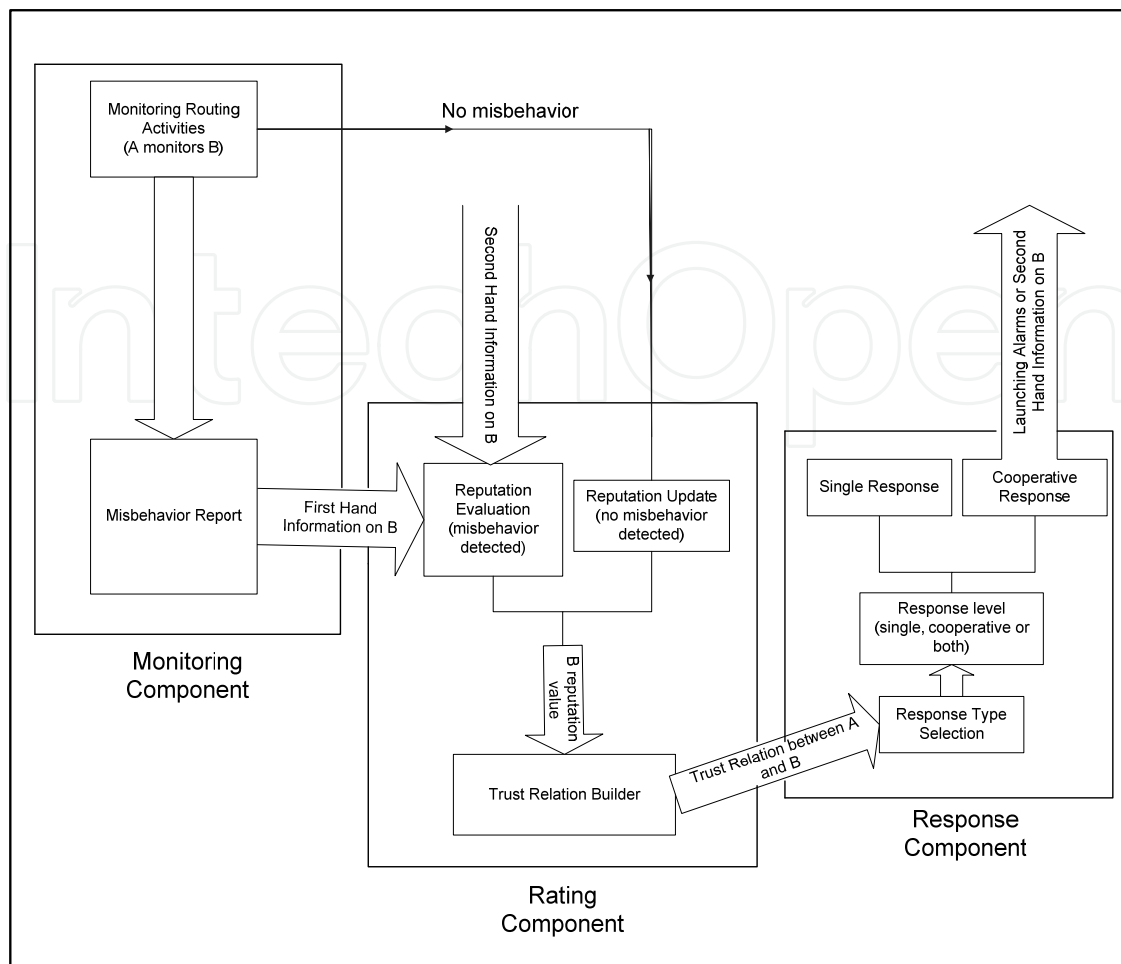 Monitoring Routing
Activities
(A monitors B)
No misbehavior
Second Hand Information on B
Launching Alarms or Second
Hand Information on B
IntechOpen
Misbehavior Report
First Hand
Information on B
Reputation
Evaluation
(misbehavior
detected)
Reputation Update
(no misbehavior
detected)
Single Response
Cooperative
Response
Response level
(single, cooperative or
both)
Monitoring
Component
B reputation
value
Response Type
Selection
Trust Relation between A
and B
Trust Relation Builder
Response
Component
Rating
Component